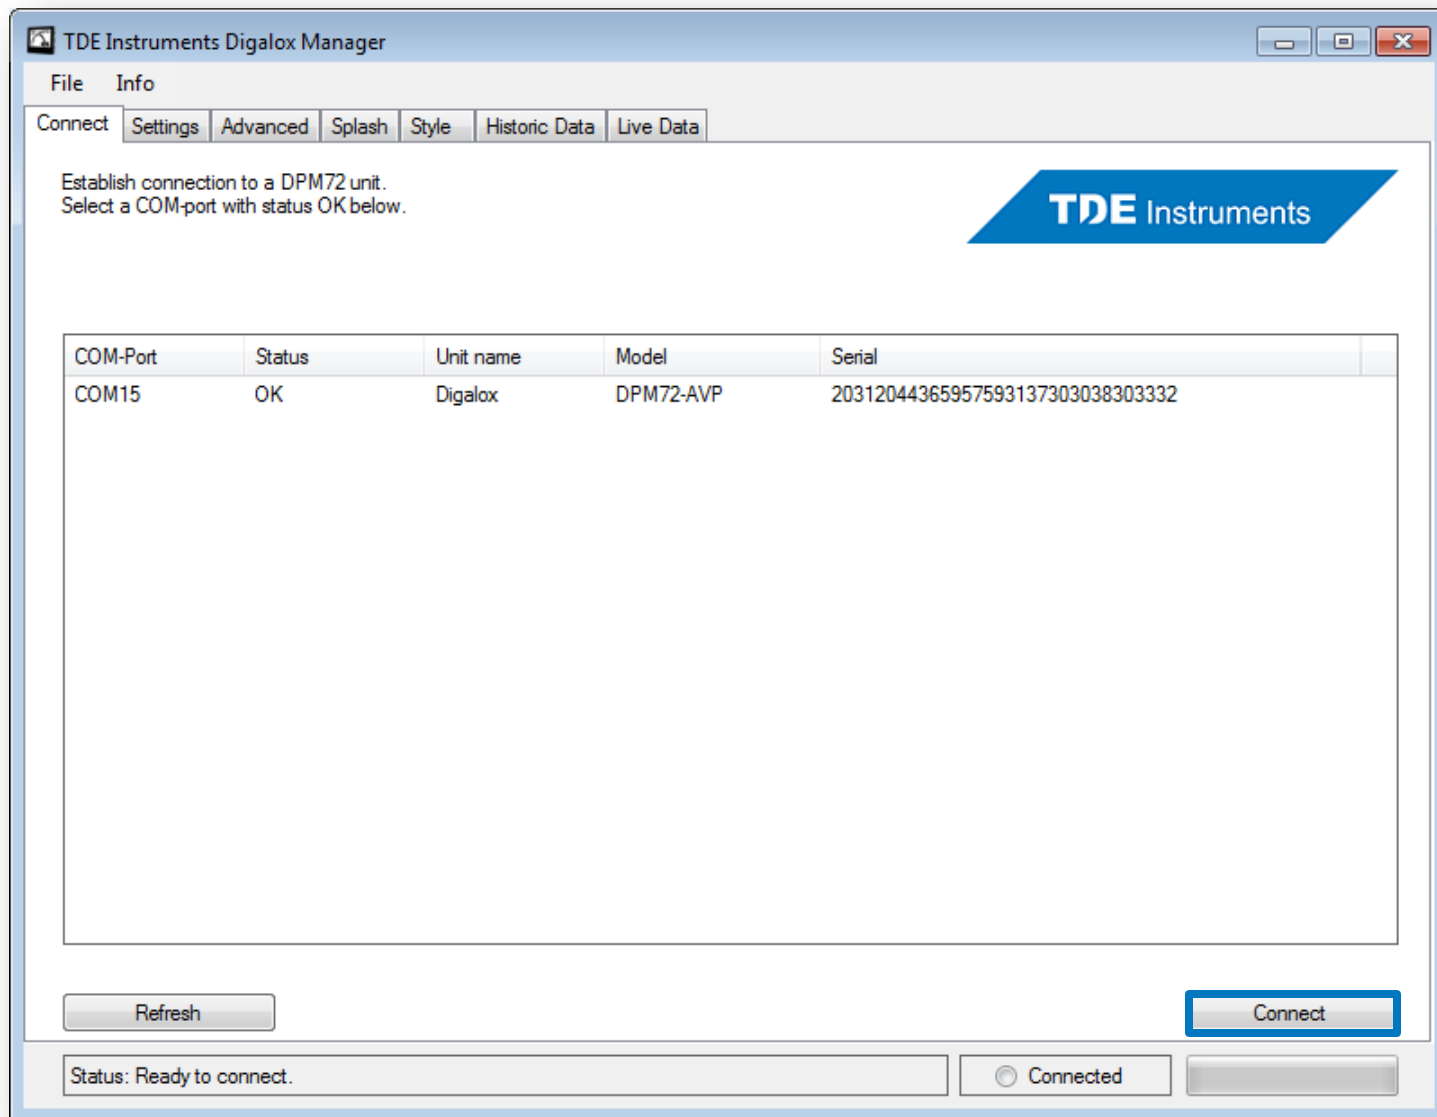 TDE Instruments Digalox Manager
File Info
Connect Settings Advanced Splash Style Historic Data Live Data
Establish connection to a DPM72 unit.
Select a COM-port with status OK below.
TDE Instruments
COM-Port Status Unit name Model Serial
COM15 OK Digalox DPM72-AVP 20312044365957593137303038303332
Refresh Connect
Status: Ready to connect. Connected